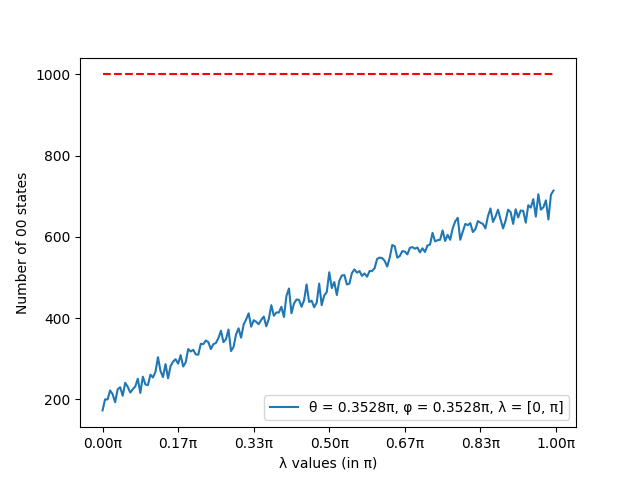 1000
800
600
400
200
Number of 00 states
θ = 0.3528π, φ = 0.3528π, λ = [0, π]
0.00π 0.17π 0.33π 0.50π 0.67π 0.83π 1.00π
λ values (in π)